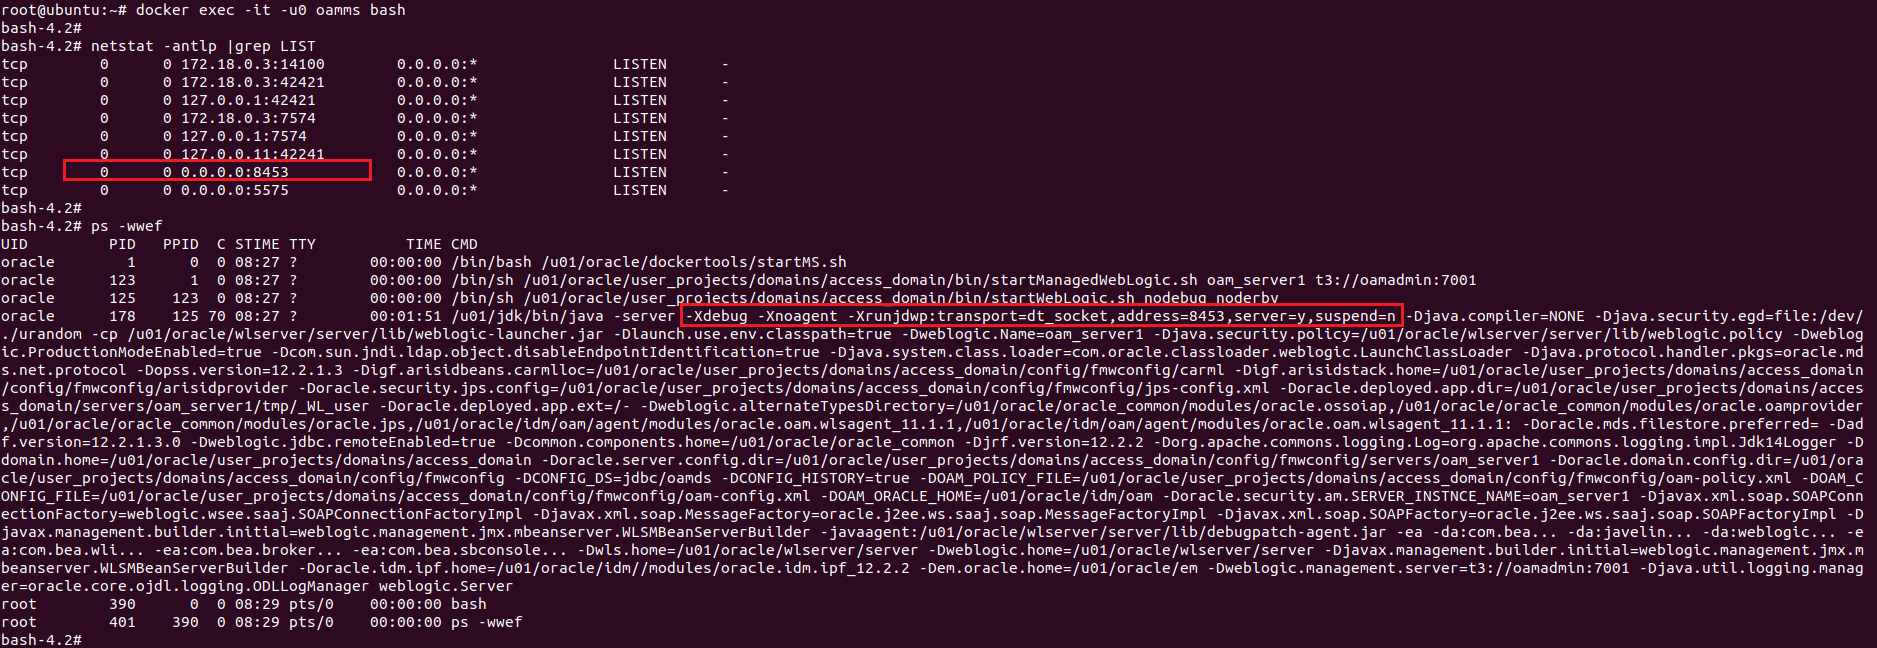 root@ubuntu:~# docker exec -it -u0 oamms bash
bash-4.2#
bash-4.2# netstat -antlp |grep LIST
tcp        0      0 172.18.0.3:14100        0.0.0.0:*               LISTEN      -
tcp        0      0 172.18.0.3:42421        0.0.0.0:*               LISTEN      -
tcp        0      0 127.0.0.1:42421         0.0.0.0:*               LISTEN      -
tcp        0      0 172.18.0.3:7574         0.0.0.0:*               LISTEN      -
tcp        0      0 127.0.0.1:7574          0.0.0.0:*               LISTEN      -
tcp        0      0 127.0.0.11:42241        0.0.0.0:*               LISTEN      -
tcp        0      0 0.0.0.0:8453            0.0.0.0:*               LISTEN      -
tcp        0      0 0.0.0.0:5575            0.0.0.0:*               LISTEN      -
bash-4.2#
bash-4.2# ps -wwef
UID         PID   PPID  C STIME TTY          TIME CMD
oracle        1      0  0 08:27 ?        00:00:00 /bin/bash /u01/oracle/dockertools/startMS.sh
oracle      123      1  0 08:27 ?        00:00:00 /bin/sh /u01/oracle/user_projects/domains/access_domain/bin/startManagedWebLogic.sh oam_server1 t3://oamadmin:7001
oracle      125    123  0 08:27 ?        00:00:00 /bin/sh /u01/oracle/user_projects/domains/access_domain/bin/startWebLogic.sh nodebug noderby
oracle      178    125 70 08:27 ?        00:01:51 /u01/jdk/bin/java -server -Xdebug -Xnoagent -Xrunjdwp:transport=dt_socket,address=8453,server=y,suspend=n -Djava.compiler=NONE -Djava.security.egd=file:/dev/
./urandom -cp /u01/oracle/wlserver/server/lib/weblogic-launcher.jar -Dlaunch.use.env.classpath=true -Dweblogic.Name=oam_server1 -Djava.security.policy=/u01/oracle/wlserver/server/lib/weblogic.policy -Dweblog
ic.ProductionModeEnabled=true -Dcom.sun.jndi.ldap.object.disableEndpointIdentification=true -Djava.system.class.loader=com.oracle.classloader.weblogic.LaunchClassLoader -Djava.protocol.handler.pkgs=oracle.md
s.net.protocol -Dopss.version=12.2.1.3 -Digf.arisidbeans.carmlloc=/u01/oracle/user_projects/domains/access_domain/config/fmwconfig/carml -Digf.arisidstack.home=/u01/oracle/user_projects/domains/access_domain
/config/fmwconfig/arisidprovider -Doracle.security.jps.config=/u01/oracle/user_projects/domains/access_domain/config/fmwconfig/jps-config.xml -Doracle.deployed.app.dir=/u01/oracle/user_projects/domains/acces
s_domain/servers/oam_server1/tmp/_WL_user -Doracle.deployed.app.ext=/- -Dweblogic.alternateTypesDirectory=/u01/oracle/oracle_common/modules/oracle.ossoiap,/u01/oracle/oracle_common/modules/oracle.oamprovider
,/u01/oracle/oracle_common/modules/oracle.jps,/u01/oracle/idm/oam/agent/modules/oracle.oam.wlsagent_11.1.1,/u01/oracle/idm/oam/agent/modules/oracle.oam.wlsagent_11.1.1: -Doracle.mds.filestore.preferred= -Dad
f.version=12.2.1.3.0 -Dweblogic.jdbc.remoteEnabled=true -Dcommon.components.home=/u01/oracle/oracle_common -Djrf.version=12.2.2 -Dorg.apache.commons.logging.Log=org.apache.commons.logging.impl.Jdk14Logger -D
domain.home=/u01/oracle/user_projects/domains/access_domain -Doracle.server.config.dir=/u01/oracle/user_projects/domains/access_domain/config/fmwconfig/servers/oam_server1 -Doracle.domain.config.dir=/u01/ora
cle/user_projects/domains/access_domain/config/fmwconfig -DCONFIG_DS=jdbc/oamds -DCONFIG_HISTORY=true -DOAM_POLICY_FILE=/u01/oracle/user_projects/domains/access_domain/config/fmwconfig/oam-policy.xml -DOAM_C
ONFIG_FILE=/u01/oracle/user_projects/domains/access_domain/config/fmwconfig/oam-config.xml -DOAM_ORACLE_HOME=/u01/oracle/idm/oam -Doracle.security.am.SERVER_INSTNCE_NAME=oam_server1 -Djavax.xml.soap.SOAPConn
ectionFactory=weblogic.wsee.saaj.SOAPConnectionFactoryImpl -Djavax.xml.soap.MessageFactory=oracle.j2ee.ws.saaj.soap.MessageFactoryImpl -Djavax.xml.soap.SOAPFactory=oracle.j2ee.ws.saaj.soap.SOAPFactoryImpl -D
javax.management.builder.initial=weblogic.management.jmx.mbeanserver.WLSMBeanServerBuilder -javaagent:/u01/oracle/wlserver/server/lib/debugpatch-agent.jar -ea -da:com.bea... -da:javelin... -da:weblogic... -e
a:com.bea.wli... -ea:com.bea.broker... -ea:com.bea.sbconsole... -Dwls.home=/u01/oracle/wlserver/server -Dweblogic.home=/u01/oracle/wlserver/server -Djavax.management.builder.initial=weblogic.management.jmx.m
beanserver.WLSMBeanServerBuilder -Doracle.idm.ipf.home=/u01/oracle/idm//modules/oracle.idm.ipf_12.2.2 -Dem.oracle.home=/u01/oracle/em -Dweblogic.management.server=t3://oamadmin:7001 -Djava.util.logging.manag
er=oracle.core.ojdl.logging.ODLLogManager weblogic.Server
root        390      0  0 08:29 pts/0    00:00:00 bash
root        401    390  0 08:29 pts/0    00:00:00 ps -wwef
bash-4.2#